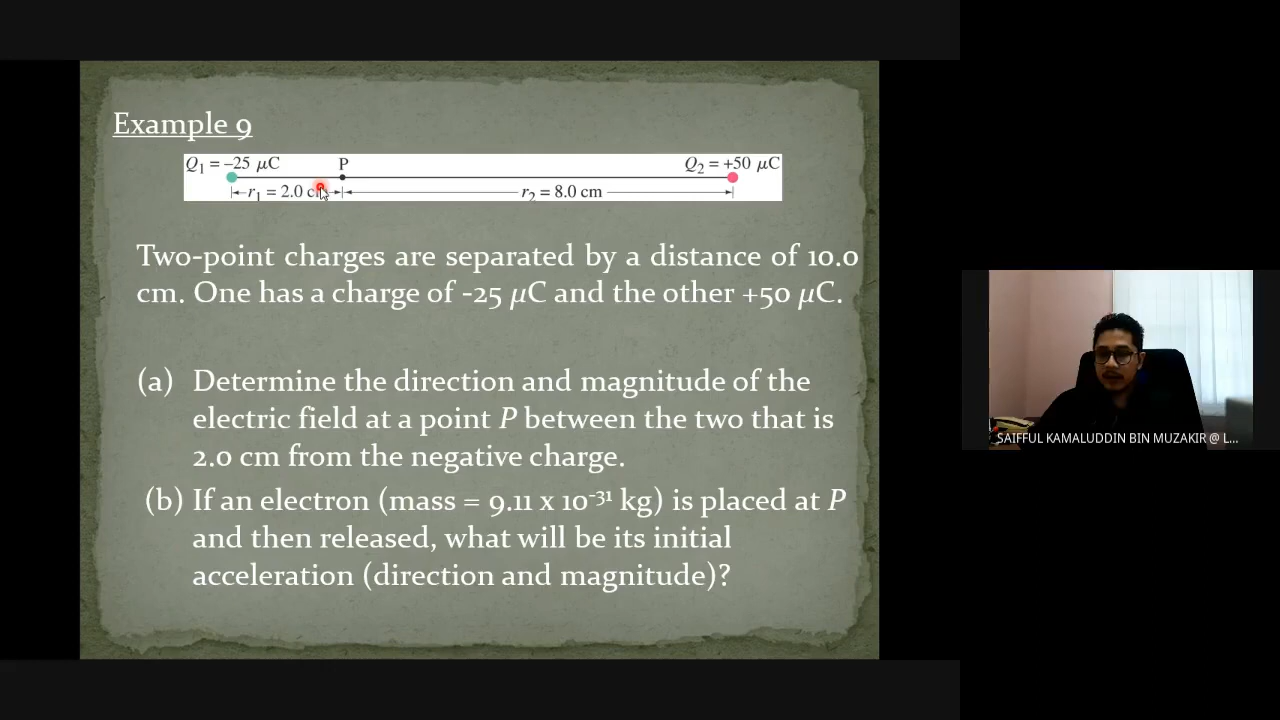 Example 9
Q1 = –25 μC P Q2 = +50 μC
r1 = 2.0 r2 = 8.0 cm
Two-point charges are separated by a distance of 10.0
cm. One has a charge of -25 μC and the other +50 μC.
(a) Determine the direction and magnitude of the
electric field at a point P between the two that is
2.0 cm from the negative charge.
(b) If an electron (mass = 9.11 x 10⁻³¹ kg) is placed at P
and then released, what will be its initial
acceleration (direction and magnitude)?
SAIFFUL KAMALUDDIN BIN MUZAKIR @ L...